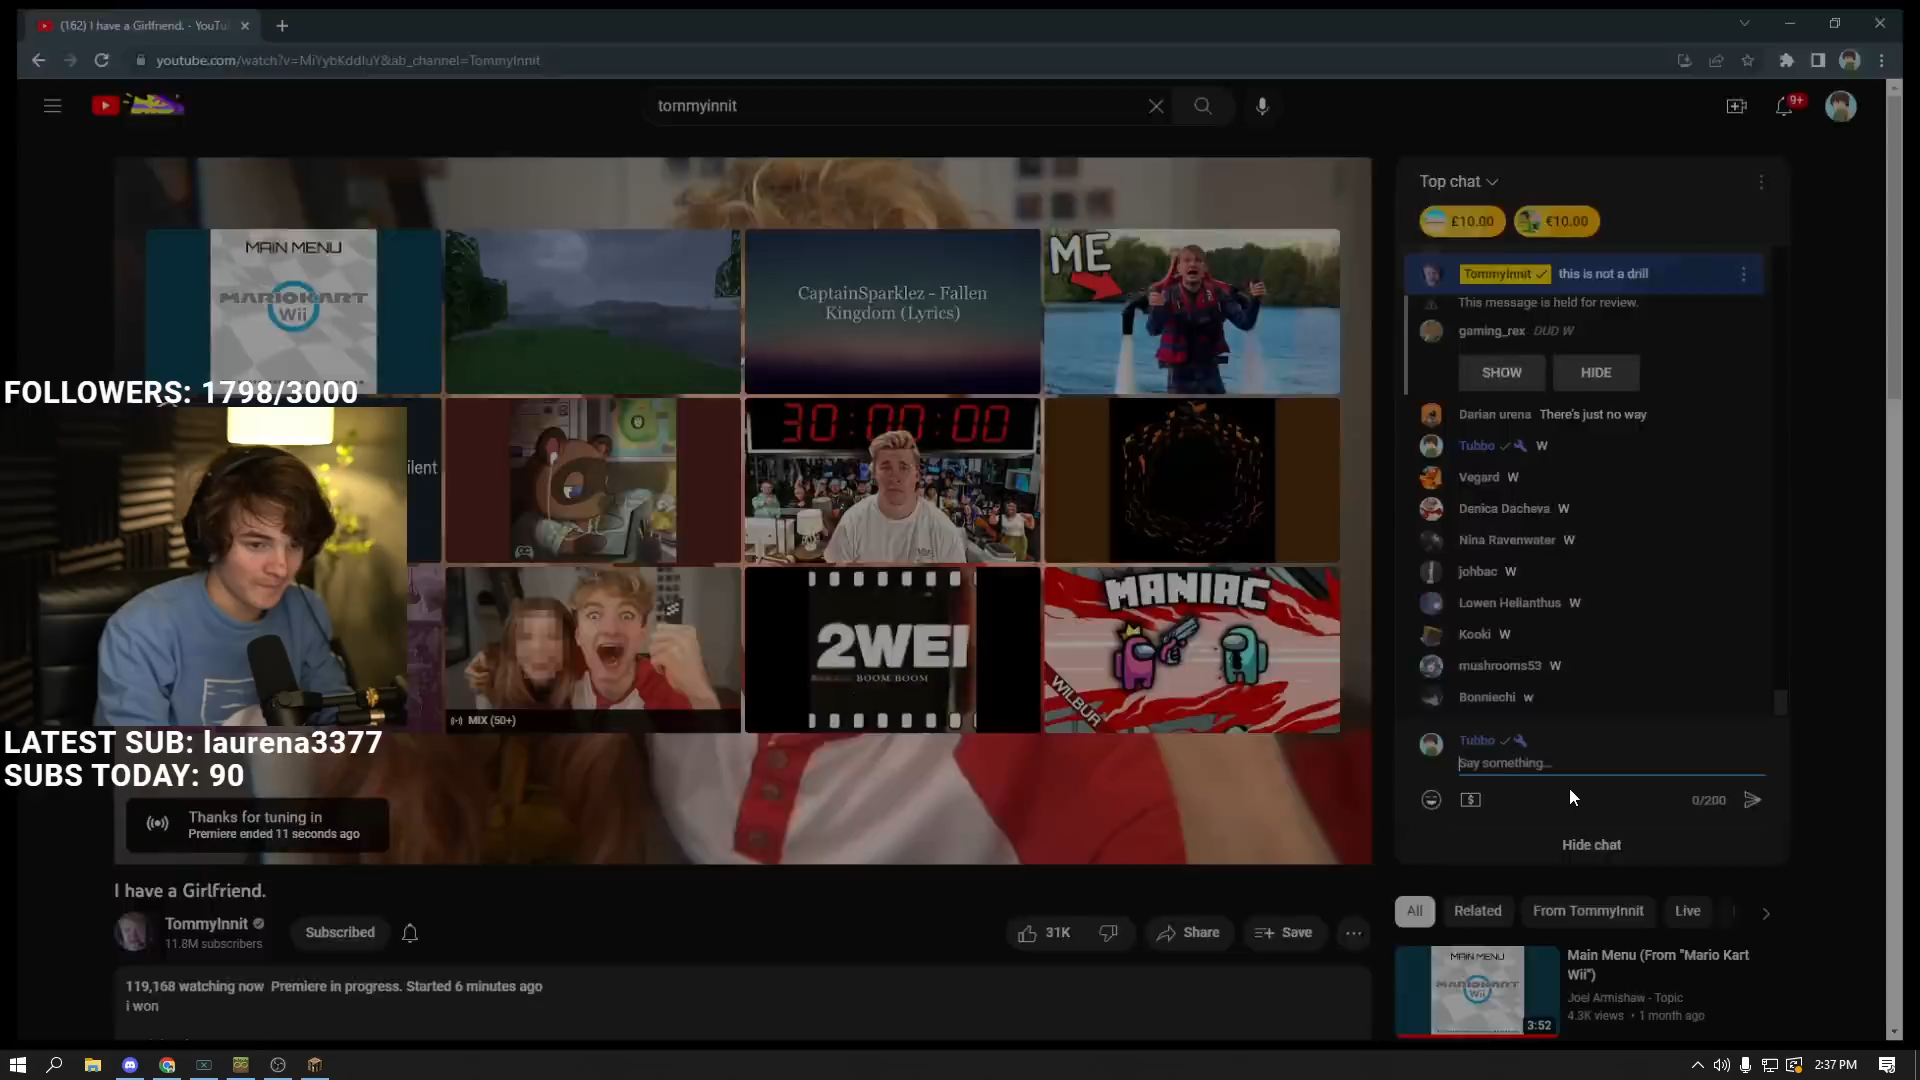 (162) I have a Girlfriend. - YouTu
youtube.com/watch?v=MiYybKddIuY&ab_channel=TommyInnit
tommyinnit
9+
MAIN MENU
MARIOKART
Wii
CaptainSparklez - Fallen
Kingdom (Lyrics)
ME
FOLLOWERS: 1798/3000
ilent
30:00:00
MIX (50+)
2WEI
BOOM BOOM
MANIAC
WILBUR
LATEST SUB: laurena3377
SUBS TODAY: 90
Thanks for tuning in
Premiere ended 11 seconds ago
Top chat
£10.00
€10.00
TommyInnit this is not a drill
This message is held for review.
gaming_rex DUD W
SHOW
HIDE
Darian urena There's just no way
Tubbo W
Vegard W
Denica Dacheva W
Nina Ravenwater W
johbac W
Lowen Helianthus W
Kooki W
mushrooms53 W
Bonniechi w
Tubbo
Say something...
0/200
Hide chat
I have a Girlfriend.
TommyInnit
11.8M subscribers
Subscribed
31K
Share
Save
119,168 watching now Premiere in progress. Started 6 minutes ago
i won
All
Related
From TommyInnit
Live
MAIN MENU
MARIOKART
Wii
3:52
Main Menu (From "Mario Kart
Wii")
Joel Armishaw - Topic
4.3K views • 1 month ago
2:37 PM